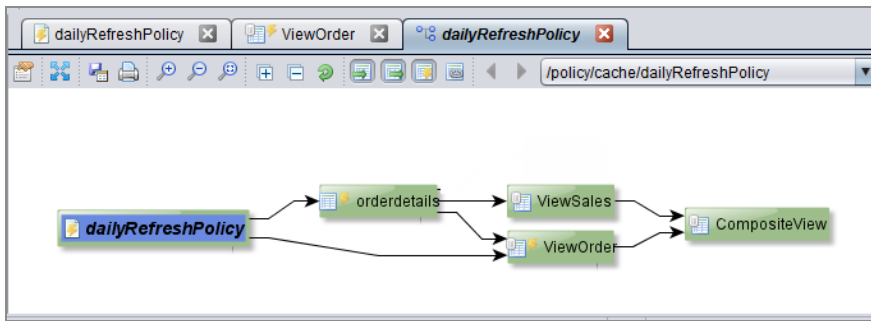 dailyRefreshPolicy
ViewOrder
dailyRefreshPolicy
/policy/cache/dailyRefreshPolicy
orderdetails
ViewSales
dailyRefreshPolicy
CompositeView
ViewOrder